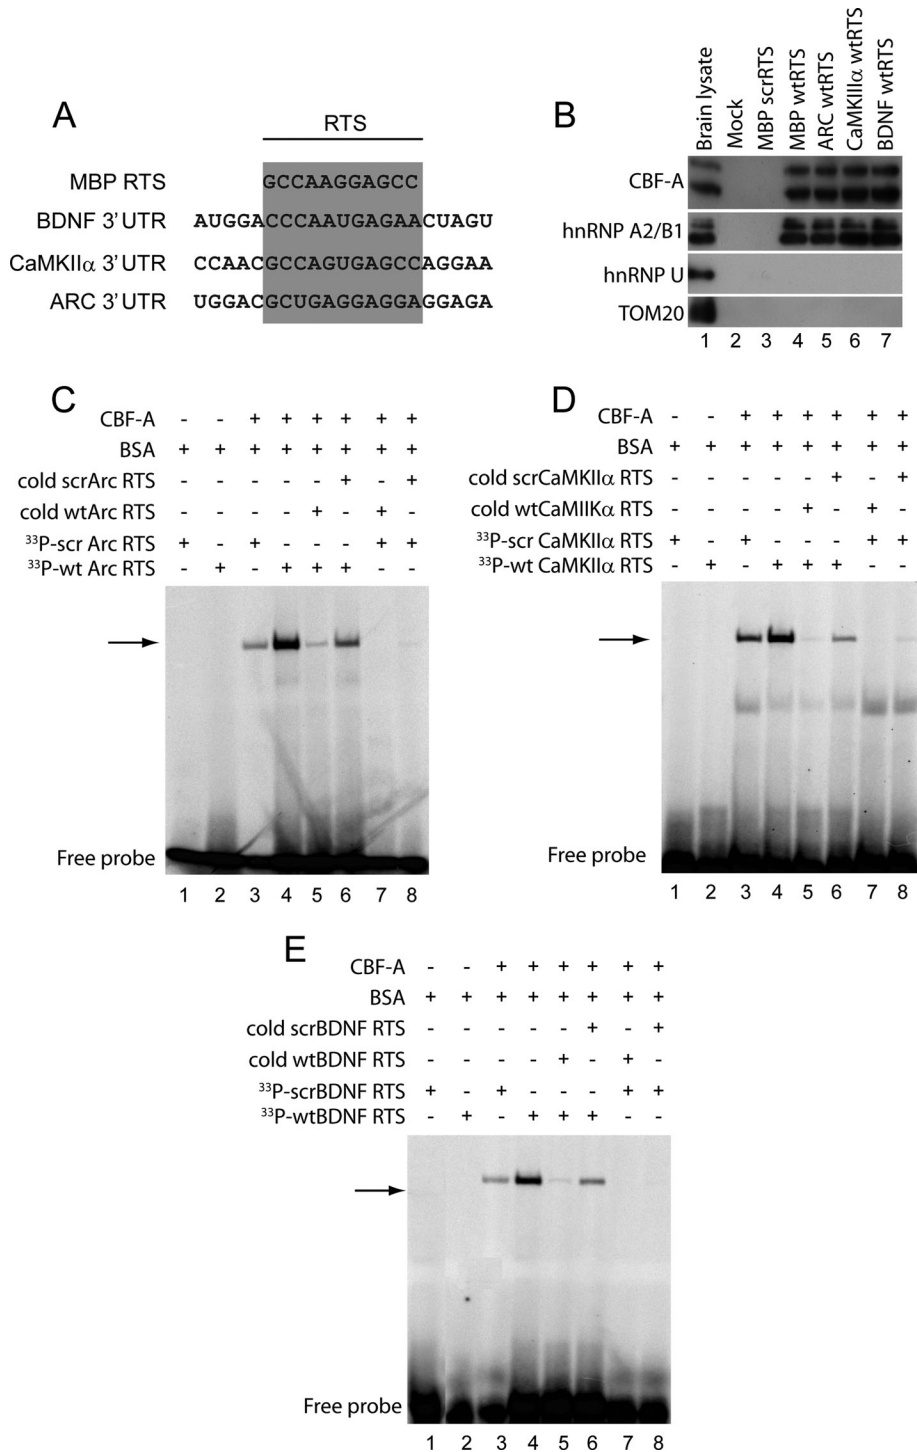 A
RTS
MBP RTS GCCAAGGAGCC
BDNF 3’UTR AUGGACCCAAUGAGAACUAGU
CaMKIIα 3’UTR CCAACGCCAGUGAGCCAGGAA
ARC 3’UTR UGGACGCUGAGGAGGAGGAGA
B
Brain lysate
Mock
MBP scrRTS
MBP wtRTS
ARC wtRTS
CaMKIIα wtRTS
BDNF wtRTS
CBF-A
hnRNP A2/B1
hnRNP U
TOM20
1 2 3 4 5 6 7
C
CBF-A - - + + + + + +
BSA + + + + + + + +
cold scrArc RTS - - - - - + - +
cold wtArc RTS - - - - + - + -
³³P-scr Arc RTS + - + - - - + +
³³P-wt Arc RTS - + - + + + - -
Free probe
1 2 3 4 5 6 7 8
D
CBF-A - - + + + + + +
BSA + + + + + + + +
cold scrCaMKIIα RTS - - - - - + - +
cold wtCaMIIKα RTS - - - - + - + -
³³P-scr CaMKIIα RTS + - + - - - + +
³³P-wt CaMKIIα RTS - + - + + + - -
Free probe
1 2 3 4 5 6 7 8
E
CBF-A - - + + + + + +
BSA + + + + + + + +
cold scrBDNF RTS - - - - - + - +
cold wtBDNF RTS - - - - + - + -
³³P-scrBDNF RTS + - + - - - + +
³³P-wtBDNF RTS - + - + + + - -
Free probe
1 2 3 4 5 6 7 8